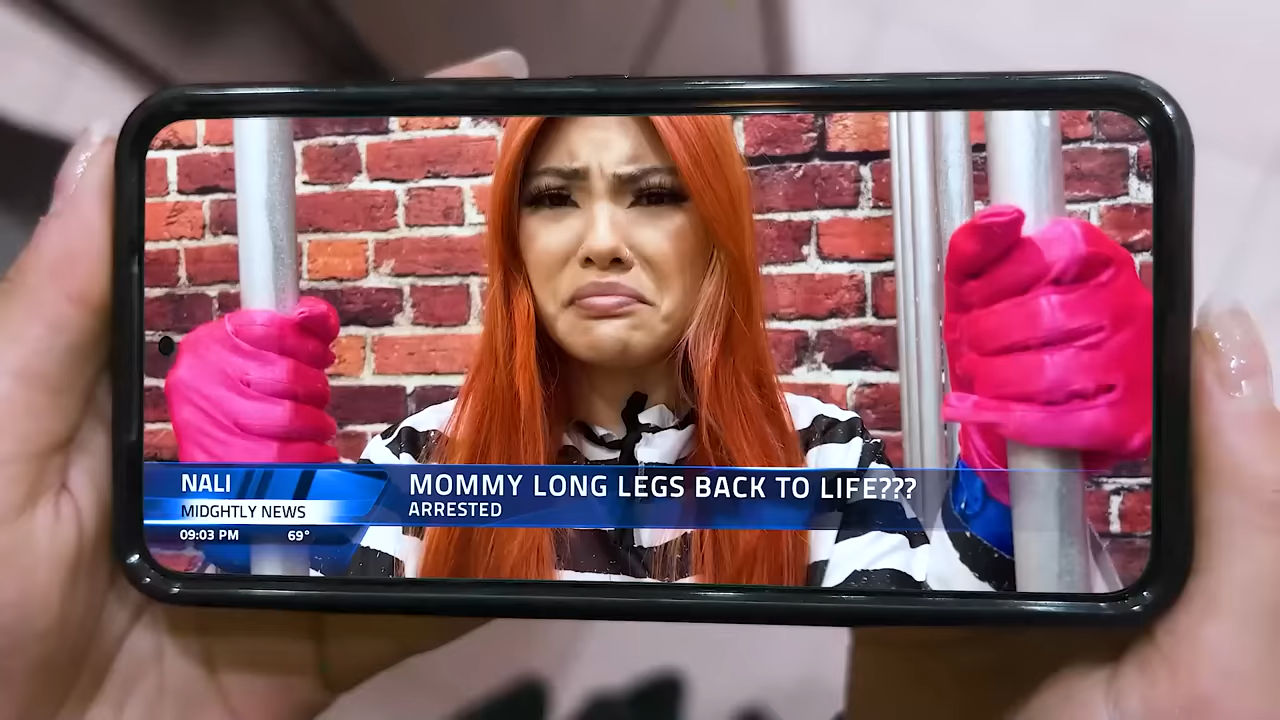 NALI
MIDGHTLY NEWS
09:03 PM 69°
MOMMY LONG LEGS BACK TO LIFE???
ARRESTED